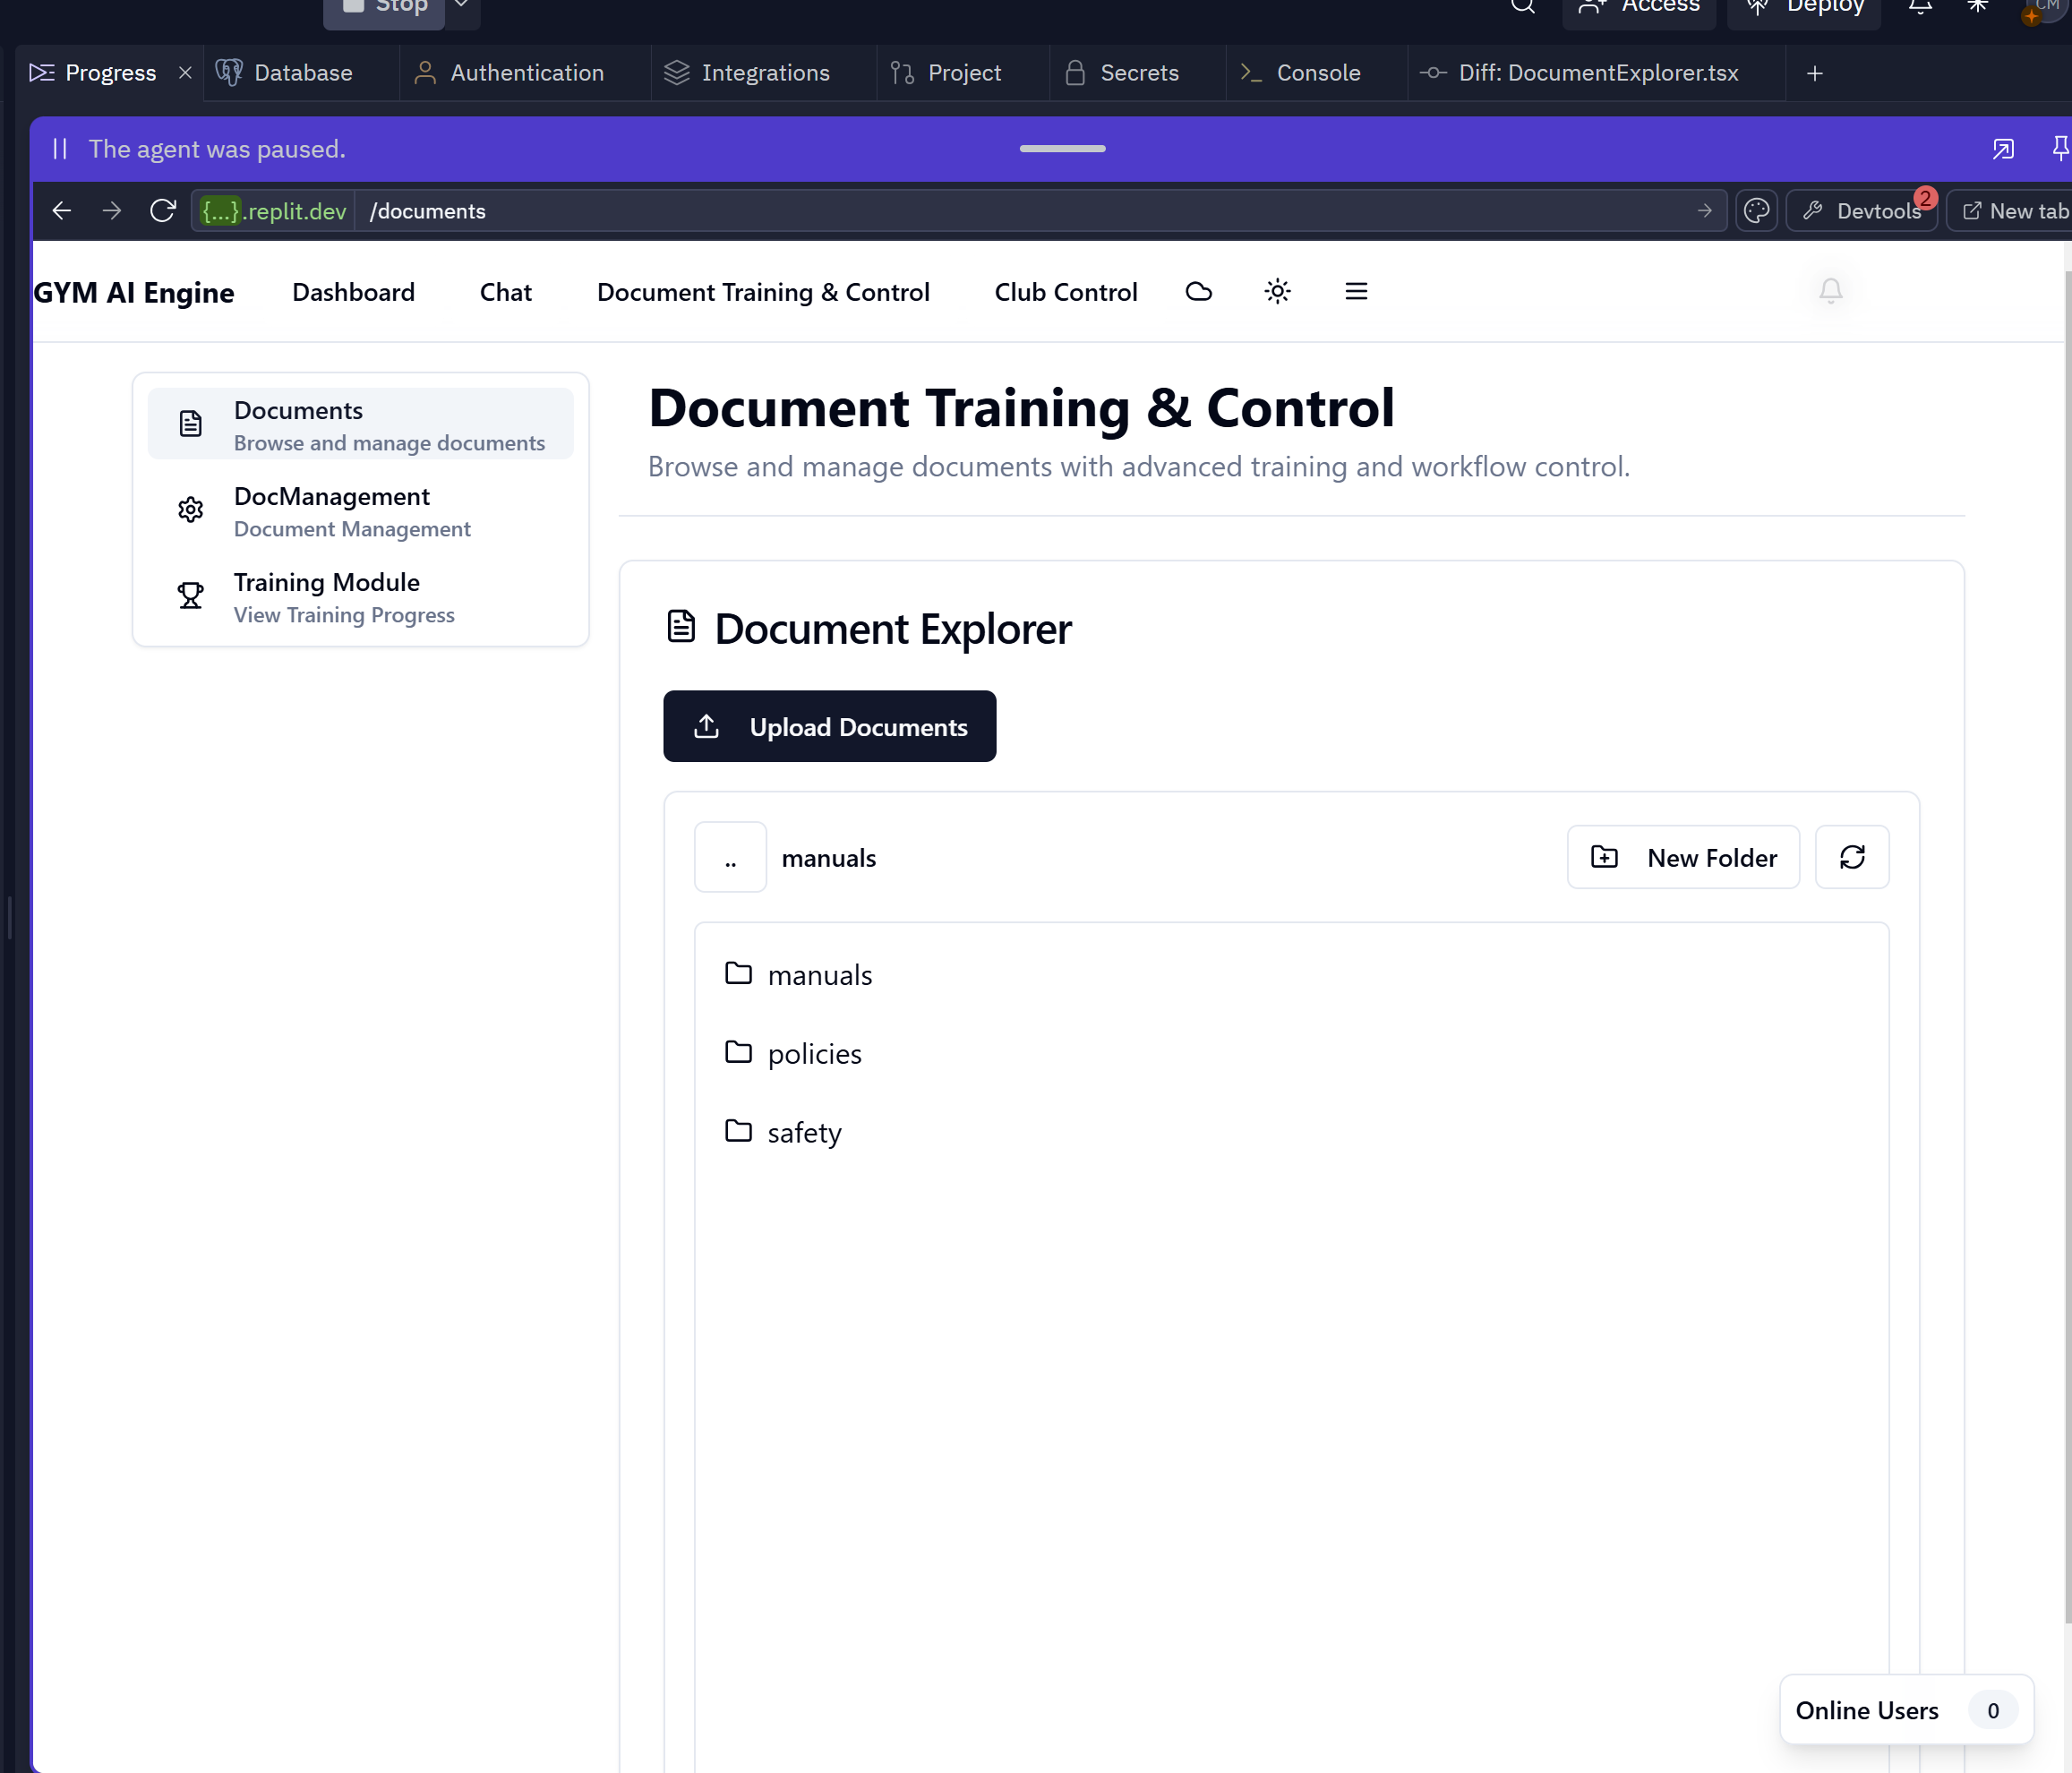 Stop
Access
Deploy
CM
Progress
Database
Authentication
Integrations
Project
Secrets
Console
Diff: DocumentExplorer.tsx
The agent was paused.
{...}.replit.dev
/documents
Devtools
2
New tab
GYM AI Engine
Dashboard
Chat
Document Training & Control
Club Control
Documents
Browse and manage documents
DocManagement
Document Management
Training Module
View Training Progress
Document Training & Control
Browse and manage documents with advanced training and workflow control.
Document Explorer
Upload Documents
..
manuals
New Folder
manuals
policies
safety
Online Users
0